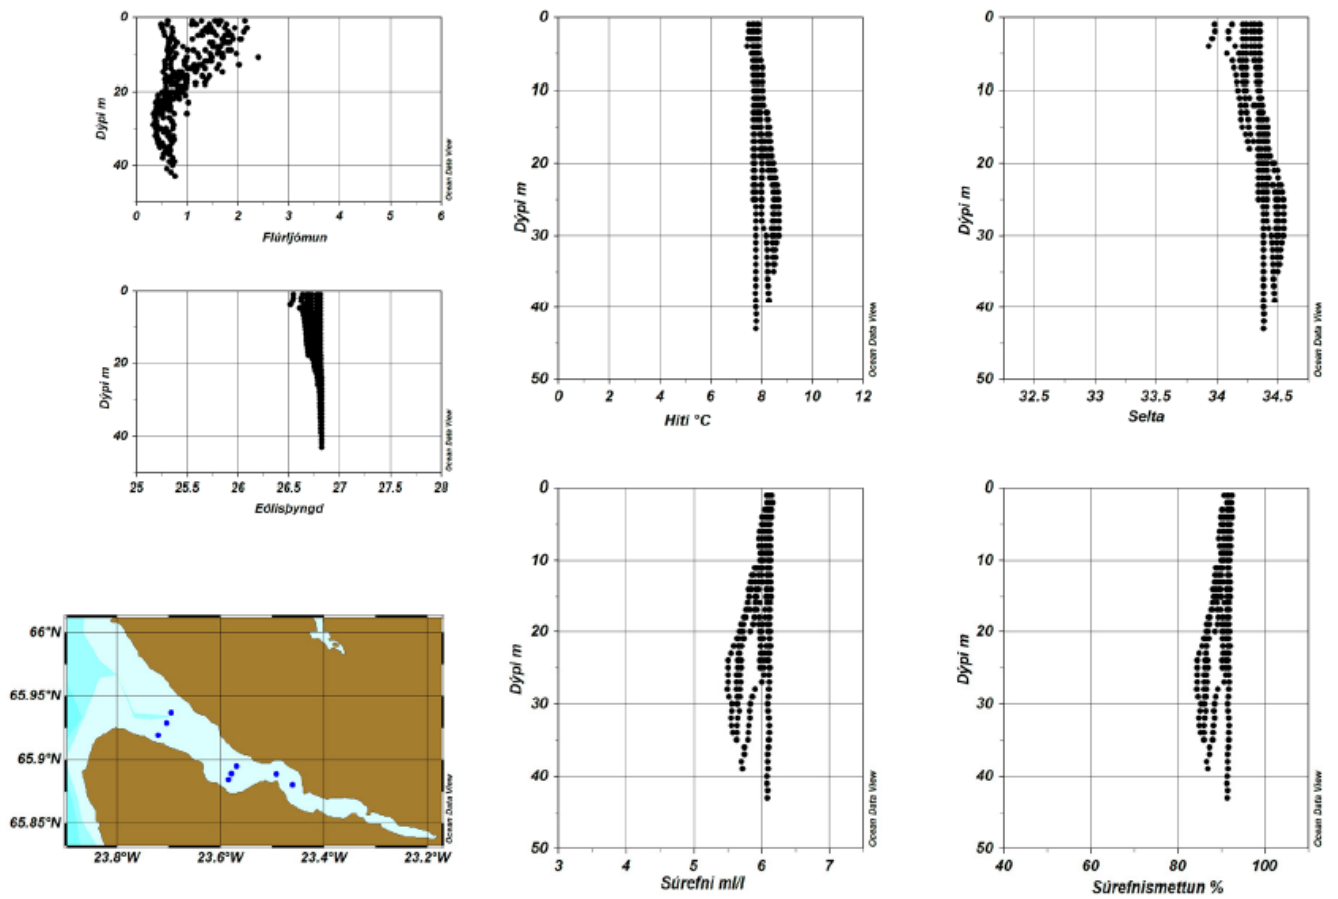 0
20
40
Dýpi m
0 1 2 3 4 5 6
Flúrljómun
Ocean Data View
0
20
40
Dýpi m
25 25.5 26 26.5 27 27.5 28
Eðlisþyngd
Ocean Data View
66°N
65.95°N
65.9°N
65.85°N
23.8°W 23.6°W 23.4°W 23.2°W
Ocean Data View
0
10
20
30
40
50
Dýpi m
0 2 4 6 8 10 12
Hiti °C
Ocean Data View
0
10
20
30
40
50
Dýpi m
3 4 5 6 7
Súrefni ml/l
Ocean Data View
0
10
20
30
40
50
Dýpi m
32.5 33 33.5 34 34.5
Selta
Ocean Data View
0
10
20
30
40
50
Dýpi m
40 60 80 100
Súrefnismettun %
Ocean Data View